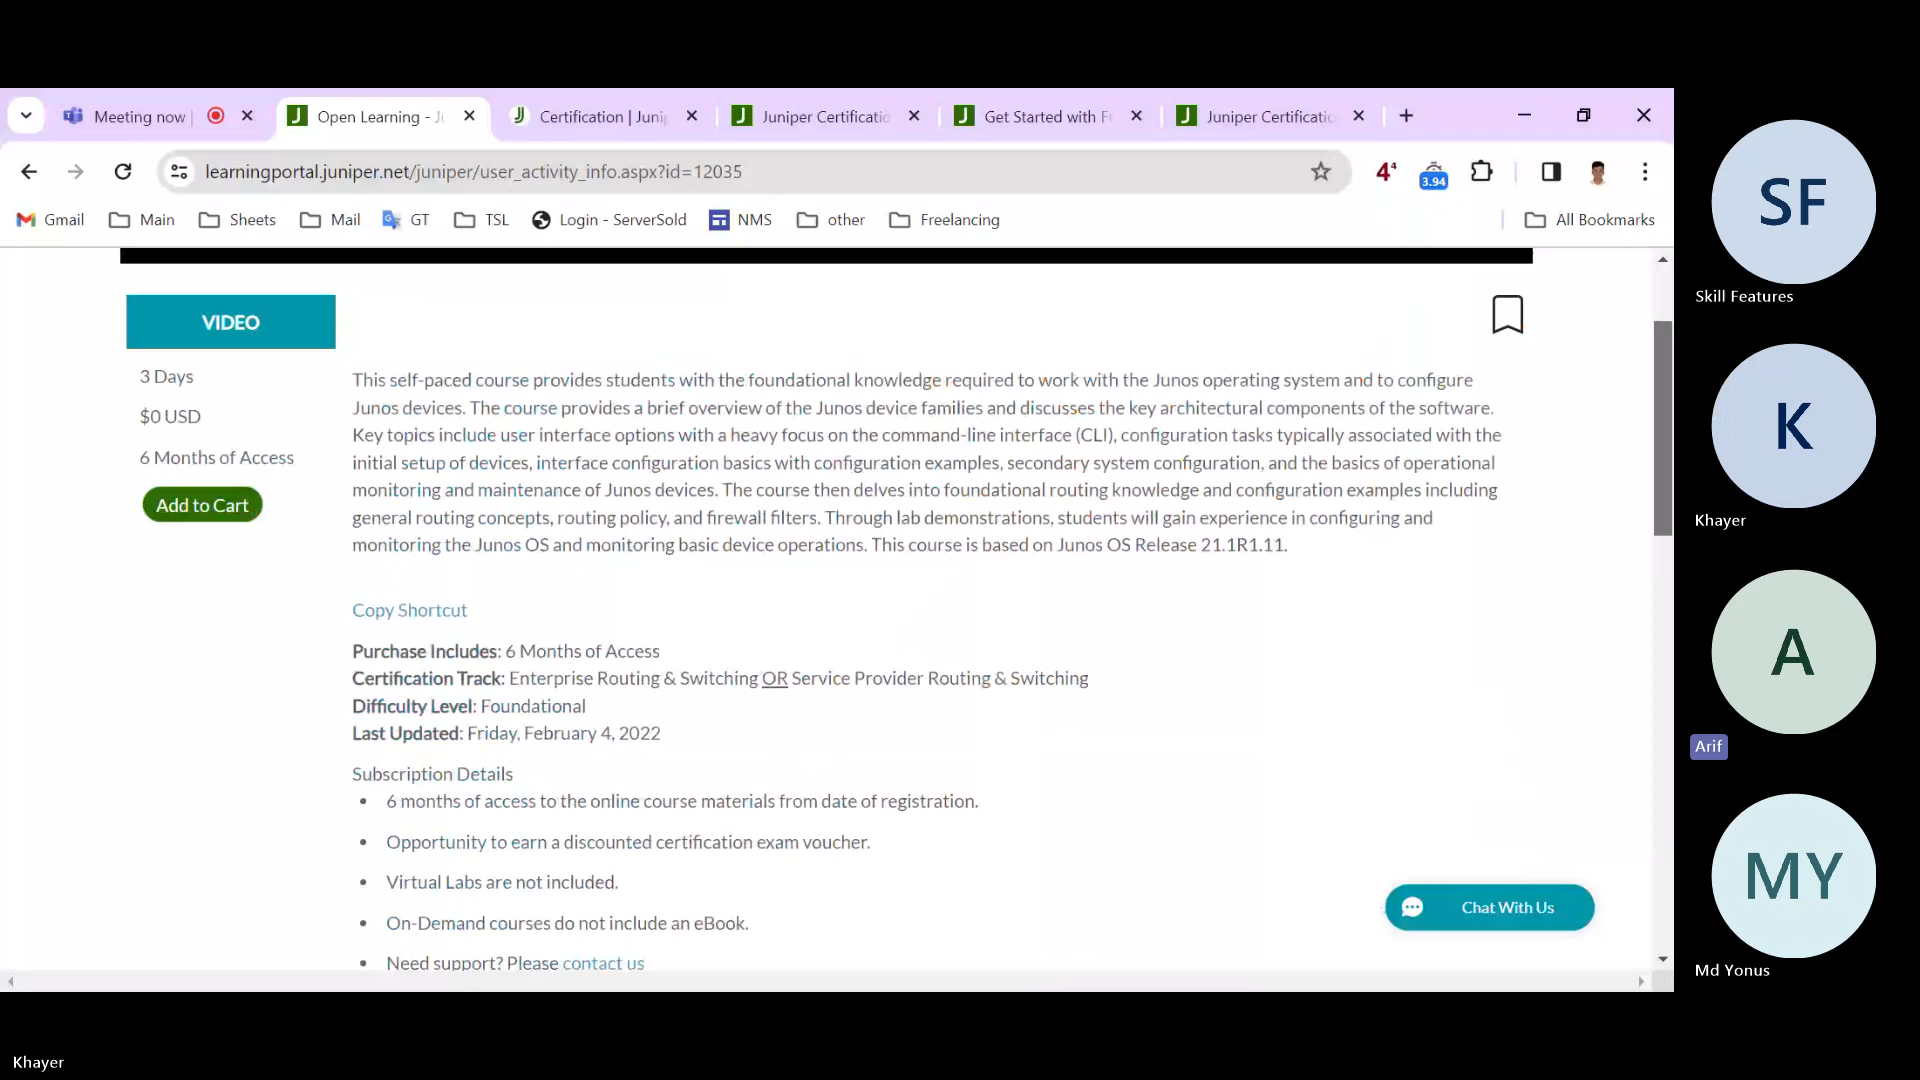 Meeting now
Open Learning - Ju
Certification | Juni
Juniper Certificatio
Get Started with Fr
Juniper Certificatio
learningportal.juniper.net/juniper/user_activity_info.aspx?id=12035
4⁴
3.94
Gmail
Main
Sheets
Mail
GT
TSL
Login - ServerSold
NMS
other
Freelancing
All Bookmarks
VIDEO
3 Days
$0 USD
6 Months of Access
Add to Cart
This self-paced course provides students with the foundational knowledge required to work with the Junos operating system and to configure
Junos devices. The course provides a brief overview of the Junos device families and discusses the key architectural components of the software.
Key topics include user interface options with a heavy focus on the command-line interface (CLI), configuration tasks typically associated with the
initial setup of devices, interface configuration basics with configuration examples, secondary system configuration, and the basics of operational
monitoring and maintenance of Junos devices. The course then delves into foundational routing knowledge and configuration examples including
general routing concepts, routing policy, and firewall filters. Through lab demonstrations, students will gain experience in configuring and
monitoring the Junos OS and monitoring basic device operations. This course is based on Junos OS Release 21.1R1.11.
Copy Shortcut
Purchase Includes: 6 Months of Access
Certification Track: Enterprise Routing & Switching OR Service Provider Routing & Switching
Difficulty Level: Foundational
Last Updated: Friday, February 4, 2022
Subscription Details
• 6 months of access to the online course materials from date of registration.
• Opportunity to earn a discounted certification exam voucher.
• Virtual Labs are not included.
• On-Demand courses do not include an eBook.
• Need support? Please contact us
Chat With Us
SF
Skill Features
K
Khayer
A
Arif
MY
Md Yonus
Khayer